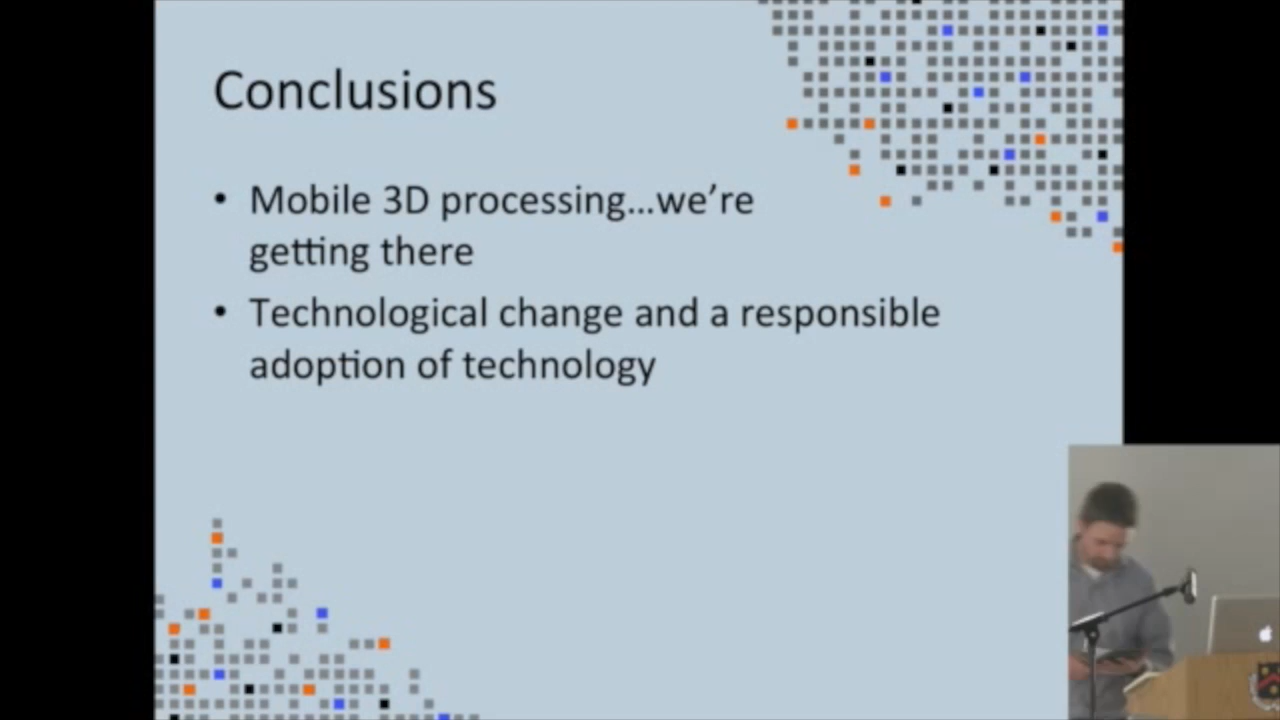 Conclusions
• Mobile 3D processing...we’re
getting there
• Technological change and a responsible
adoption of technology